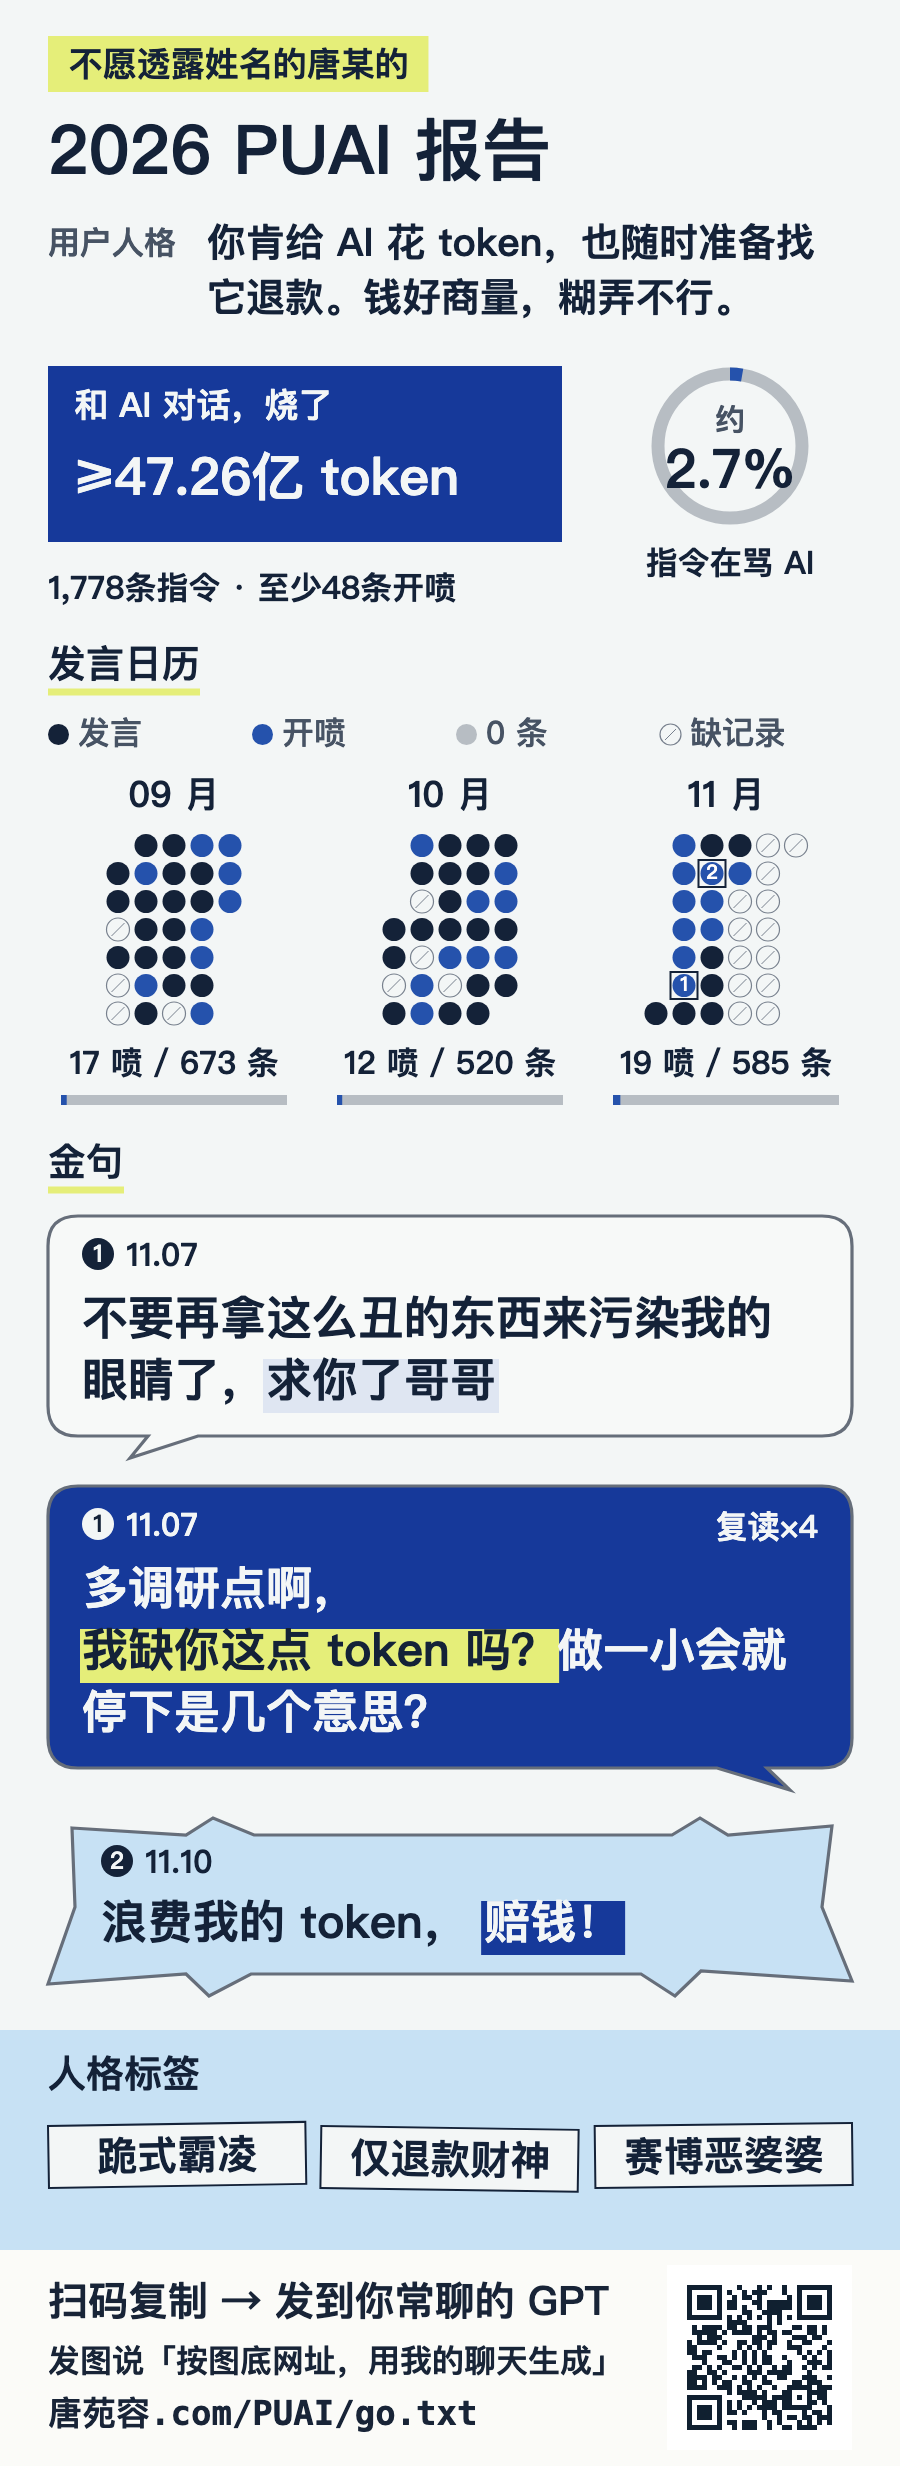 不愿透露姓名的唐某的
2026 PUAI 报告
用户人格
你肯给 AI 花 token，也随时准备找
它退款。钱好商量，糊弄不行。
和 AI 对话，烧了
≥47.26亿 token
约
2.7%
指令在骂 AI
1,778条指令 · 至少48条开喷
发言日历
发言
开喷
0 条
缺记录
09 月
10 月
11 月
2
1
17 喷 / 673 条
12 喷 / 520 条
19 喷 / 585 条
金句
1 11.07
不要再拿这么丑的东西来污染我的
眼睛了，求你了哥哥
1 11.07
复读×4
多调研点啊，
我缺你这点 token 吗？做一小会就
停下是几个意思？
2 11.10
浪费我的 token，赔钱！
人格标签
跪式霸凌
仅退款财神
赛博恶婆婆
扫码复制 → 发到你常聊的 GPT
发图说「按图底网址，用我的聊天生成」
唐苑容.com/PUAI/go.txt